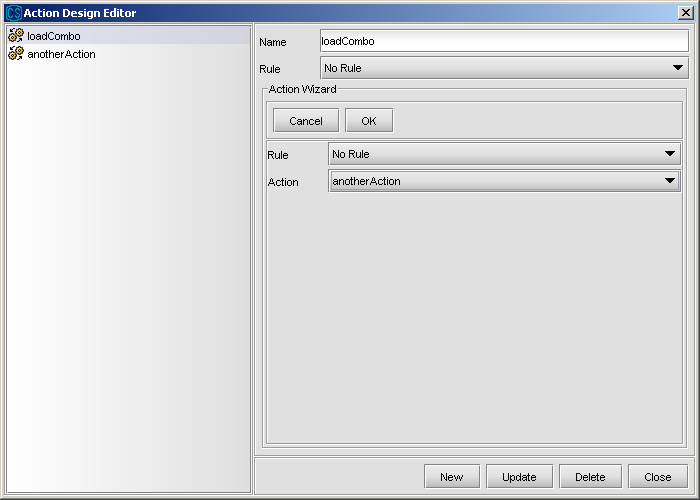 CS Action Design Editor
loadCombo
anotherAction
Name loadCombo
Rule No Rule
Action Wizard
Cancel OK
Rule No Rule
Action anotherAction
New Update Delete Close